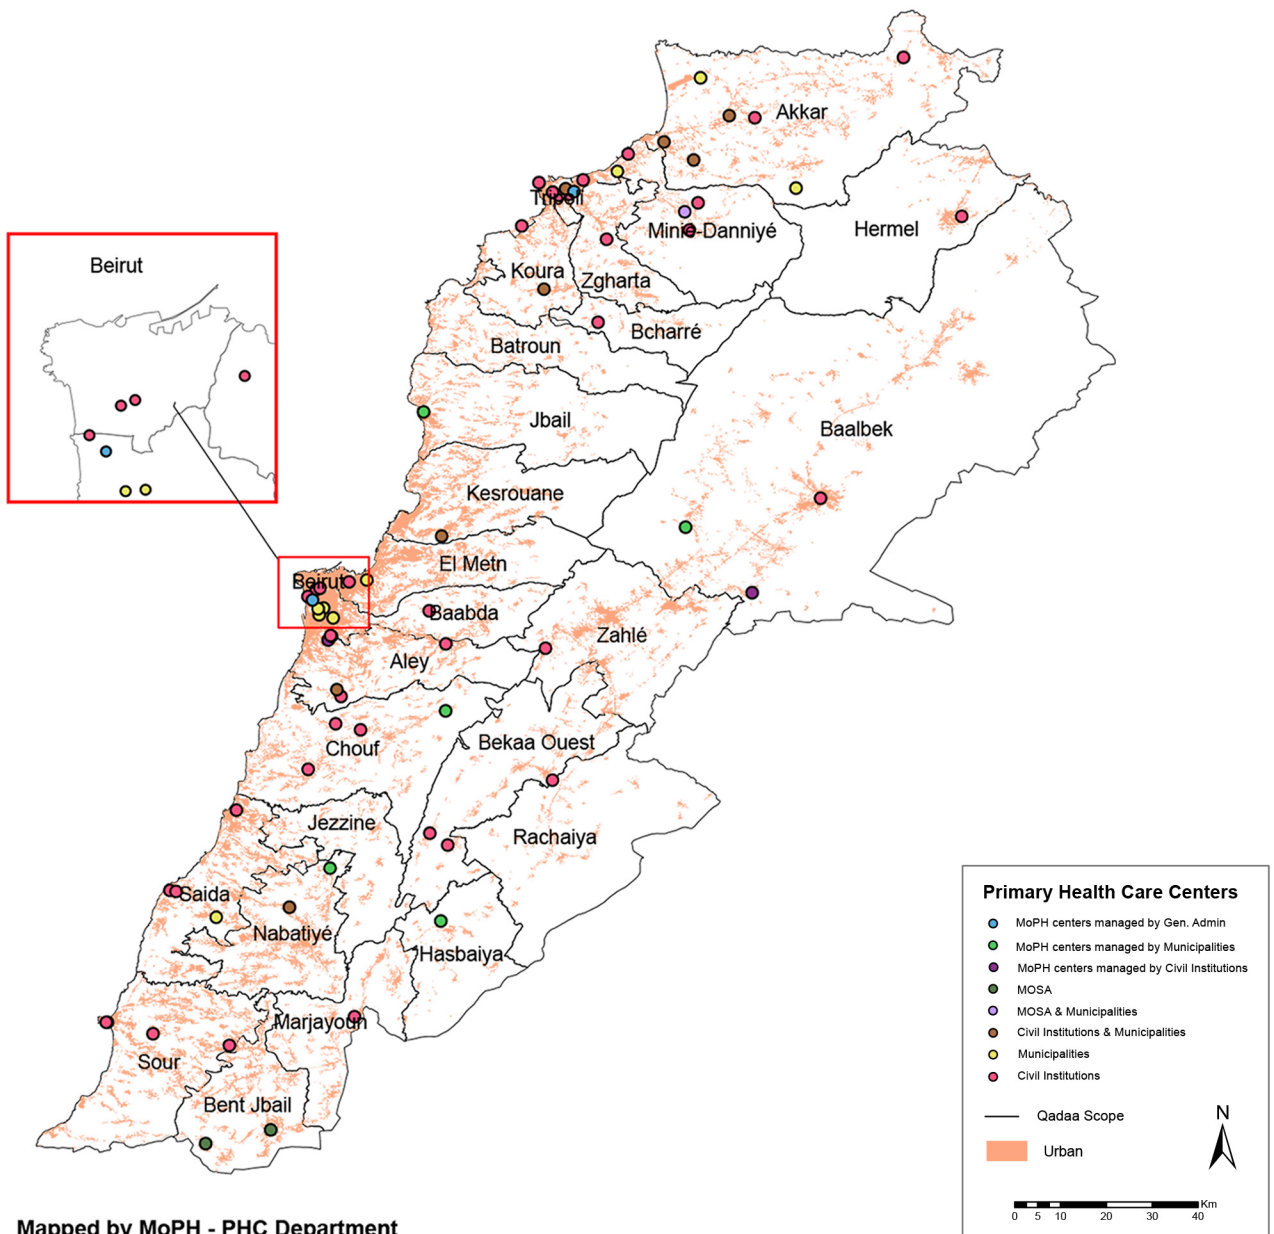 Akkar
Tripoli
Minié-Danniyé
Hermel
Beirut
Koura
Zgharta
Bcharré
Batroun
Jbail
Baalbek
Kesrouane
El Metn
Beirut
Baabda
Zahlé
Aley
Bekaa Ouest
Chouf
Jezzine
Rachaiya
Saida
Nabatiyé
Hasbaiya
Marjayoun
Sour
Bent Jbail
Primary Health Care Centers
MoPH centers managed by Gen. Admin
MoPH centers managed by Municipalities
MoPH centers managed by Civil Institutions
MOSA
MOSA & Municipalities
Civil Institutions & Municipalities
Municipalities
Civil Institutions
Qadaa Scope
N
Urban
Km
0 5 10 20 30 40
Mapped by MoPH - PHC Department